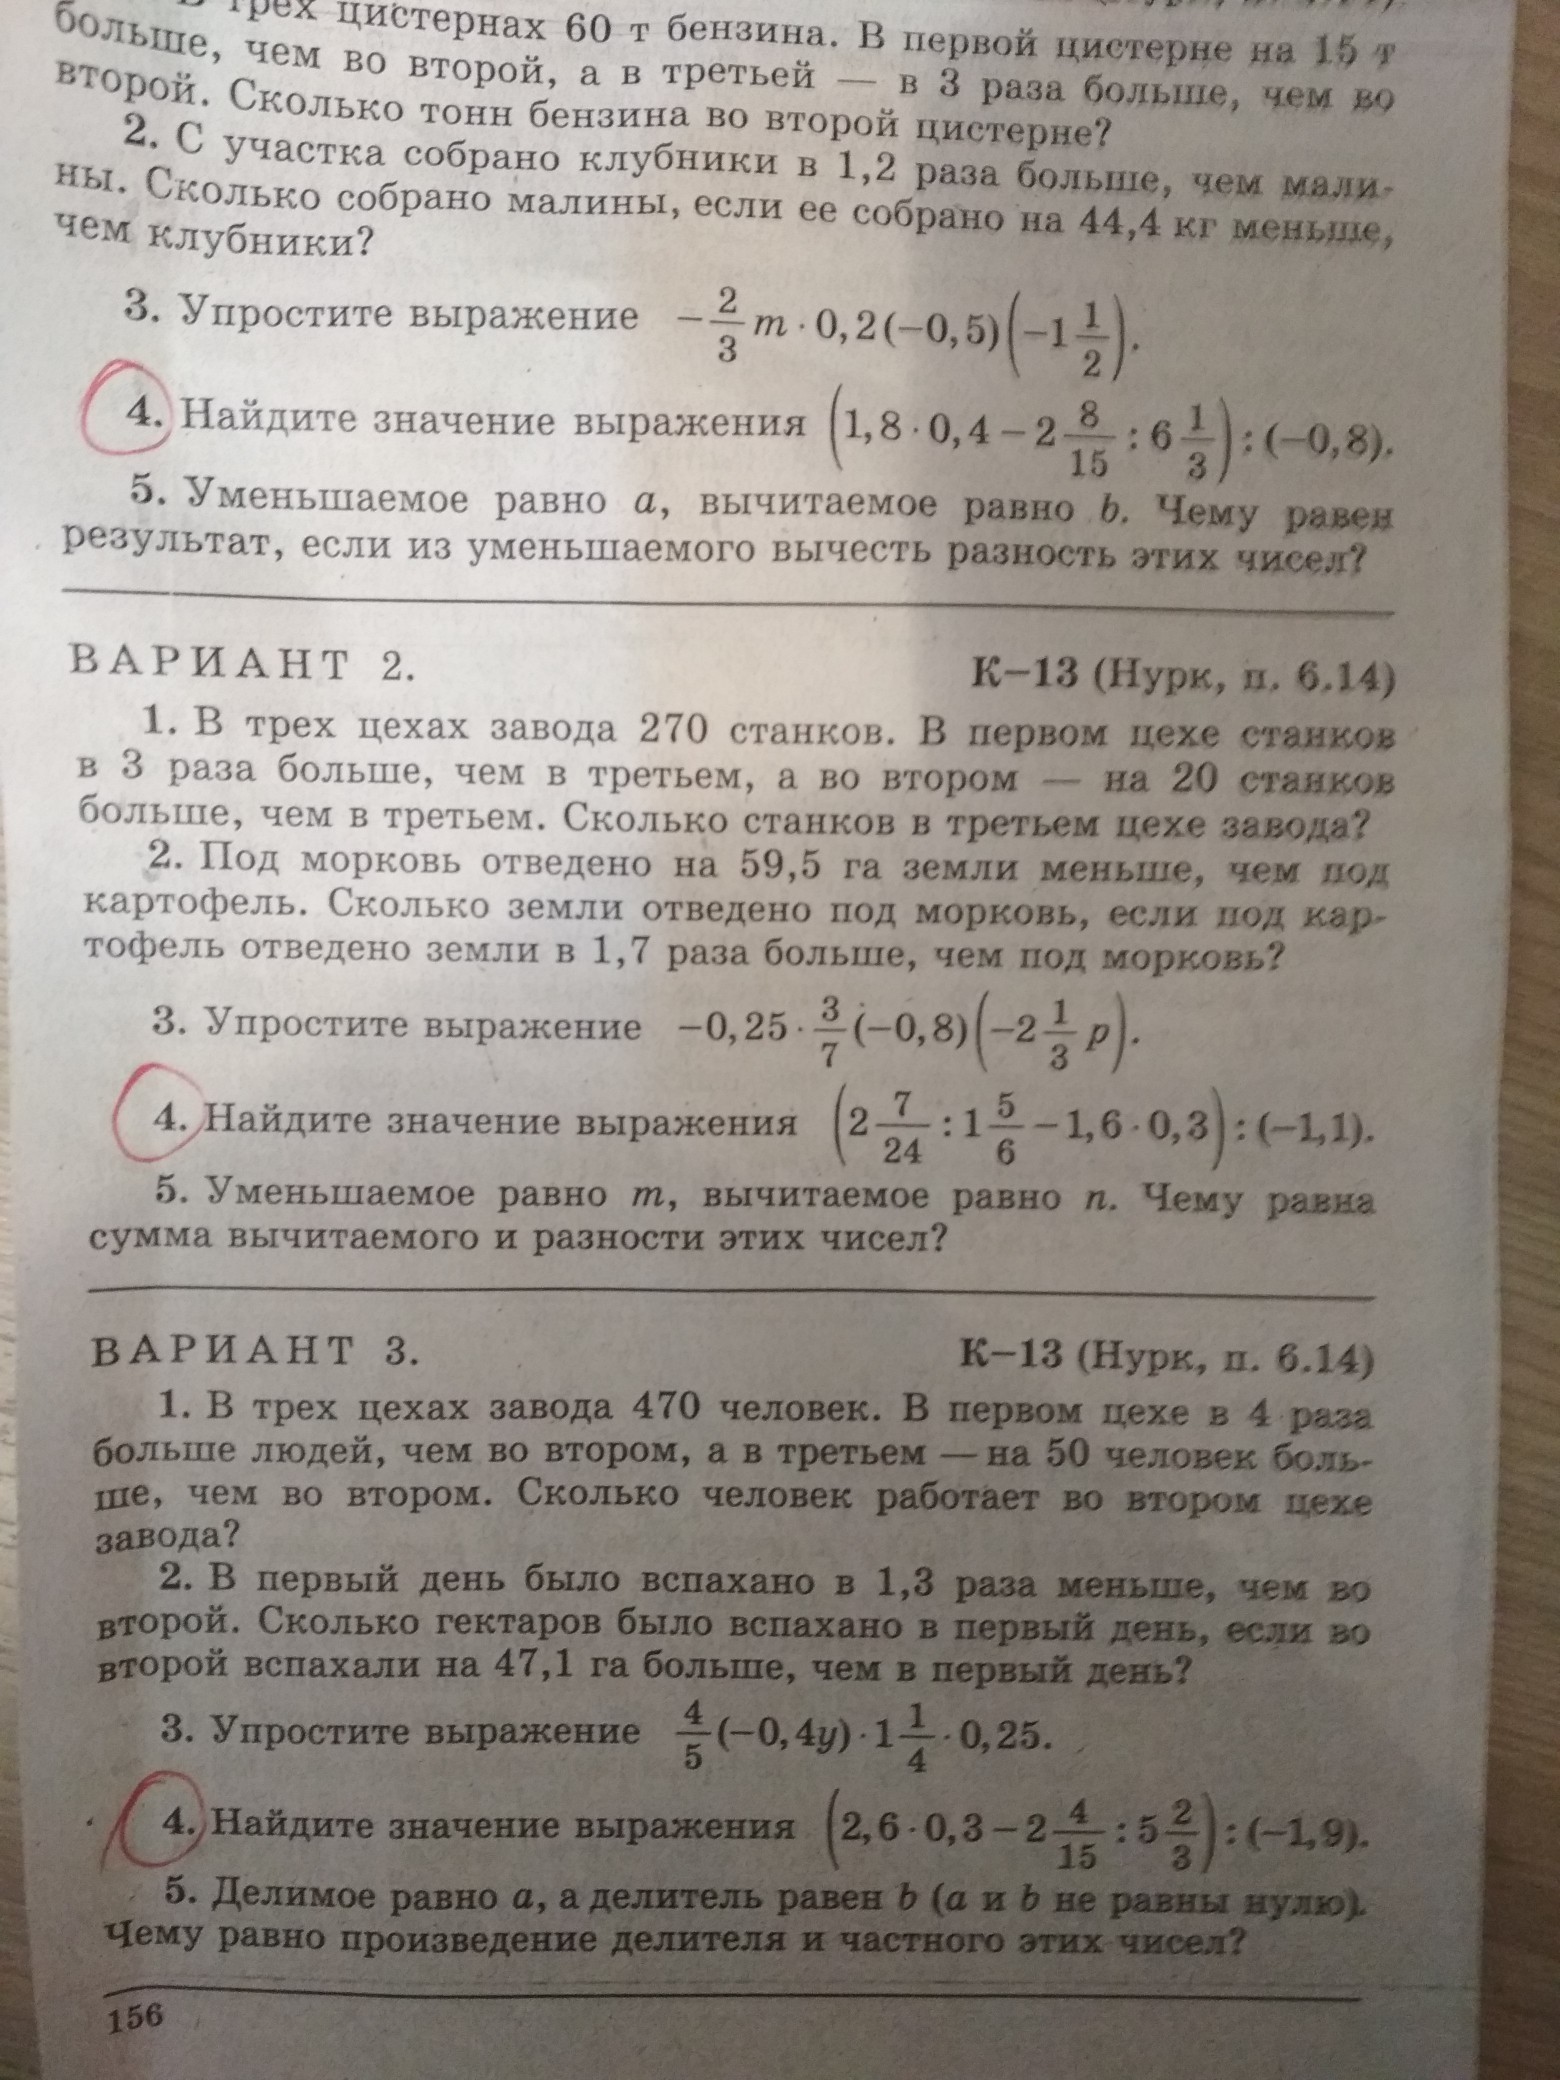 трех цистернах 60 т бензина. В первой цистерне на 15 т
больше, чем во второй, а в третьей — в 3 раза больше, чем во
второй. Сколько тонн бензина во второй цистерне?
2. С участка собрано клубники в 1,2 раза больше, чем мали-
ны. Сколько собрано малины, если ее собрано на 44,4 кг меньше,
чем клубники?
3. Упростите выражение −2/3 m · 0,2(−0,5)(−1 1/2).
4. Найдите значение выражения (1,8 · 0,4 − 2 8/15 : 6 1/3) : (−0,8).
5. Уменьшаемое равно a, вычитаемое равно b. Чему равен
результат, если из уменьшаемого вычесть разность этих чисел?
ВАРИАНТ 2. К−13 (Нурк, п. 6.14)
1. В трех цехах завода 270 станков. В первом цехе станков
в 3 раза больше, чем в третьем, а во втором — на 20 станков
больше, чем в третьем. Сколько станков в третьем цехе завода?
2. Под морковь отведено на 59,5 га земли меньше, чем под
картофель. Сколько земли отведено под морковь, если под кар-
тофель отведено земли в 1,7 раза больше, чем под морковь?
3. Упростите выражение −0,25 · 3/7 (−0,8)(−2 1/3 p).
4. Найдите значение выражения (2 7/24 : 1 5/6 − 1,6 · 0,3) : (−1,1).
5. Уменьшаемое равно m, вычитаемое равно n. Чему равна
сумма вычитаемого и разности этих чисел?
ВАРИАНТ 3. К−13 (Нурк, п. 6.14)
1. В трех цехах завода 470 человек. В первом цехе в 4 раза
больше людей, чем во втором, а в третьем — на 50 человек боль-
ше, чем во втором. Сколько человек работает во втором цехе
завода?
2. В первый день было вспахано в 1,3 раза меньше, чем во
второй. Сколько гектаров было вспахано в первый день, если во
второй вспахали на 47,1 га больше, чем в первый день?
3. Упростите выражение 4/5 (−0,4y) · 1 1/4 · 0,25.
4. Найдите значение выражения (2,6 · 0,3 − 2 4/15 : 5 2/3) : (−1,9).
5. Делимое равно a, а делитель равен b (a и b не равны нулю).
Чему равно произведение делителя и частного этих чисел?
156